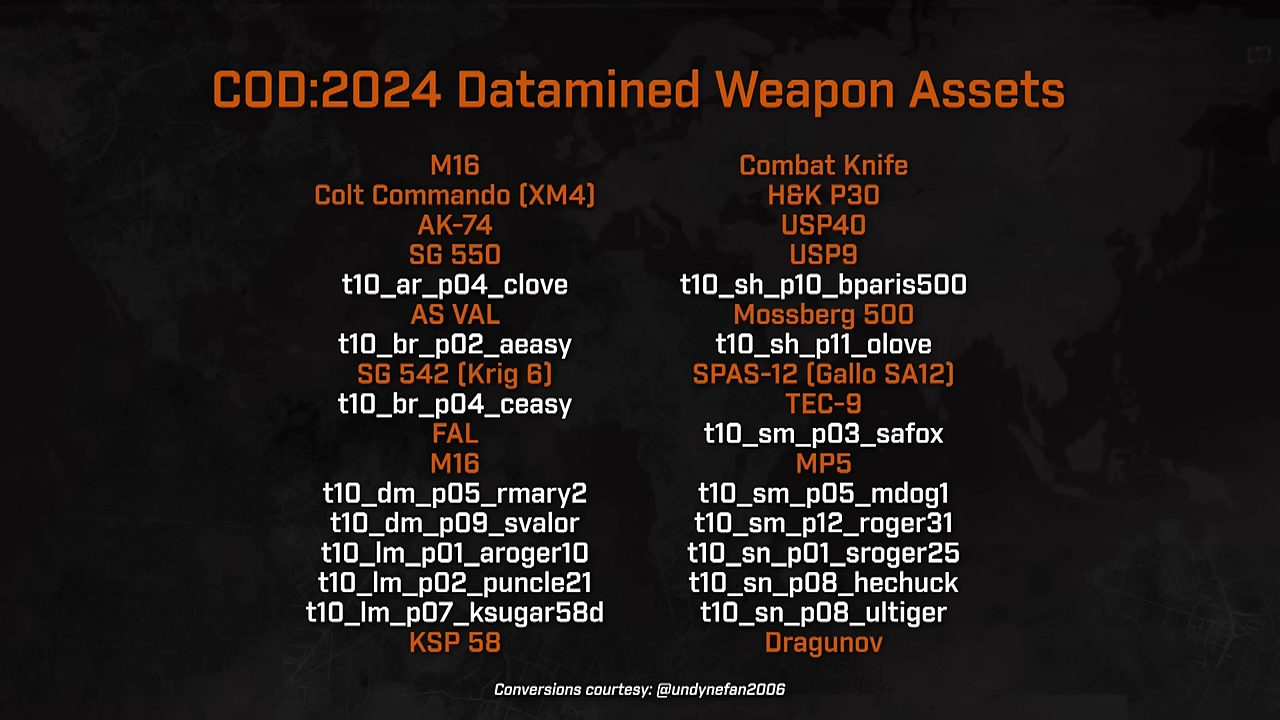 COD:2024 Datamined Weapon Assets
M16
Colt Commando (XM4)
AK-74
SG 550
t10_ar_p04_clove
AS VAL
t10_br_p02_aeasy
SG 542 (Krig 6)
t10_br_p04_ceasy
FAL
M16
t10_dm_p05_rmary2
t10_dm_p09_svalor
t10_lm_p01_aroger10
t10_lm_p02_puncle21
t10_lm_p07_ksugar58d
KSP 58
Combat Knife
H&K P30
USP40
USP9
t10_sh_p10_bparis500
Mossberg 500
t10_sh_p11_olove
SPAS-12 (Gallo SA12)
TEC-9
t10_sm_p03_safox
MP5
t10_sm_p05_mdog1
t10_sm_p12_roger31
t10_sn_p01_sroger25
t10_sn_p08_hechuck
t10_sn_p08_ultiger
Dragunov
Conversions courtesy: @undynefan2006